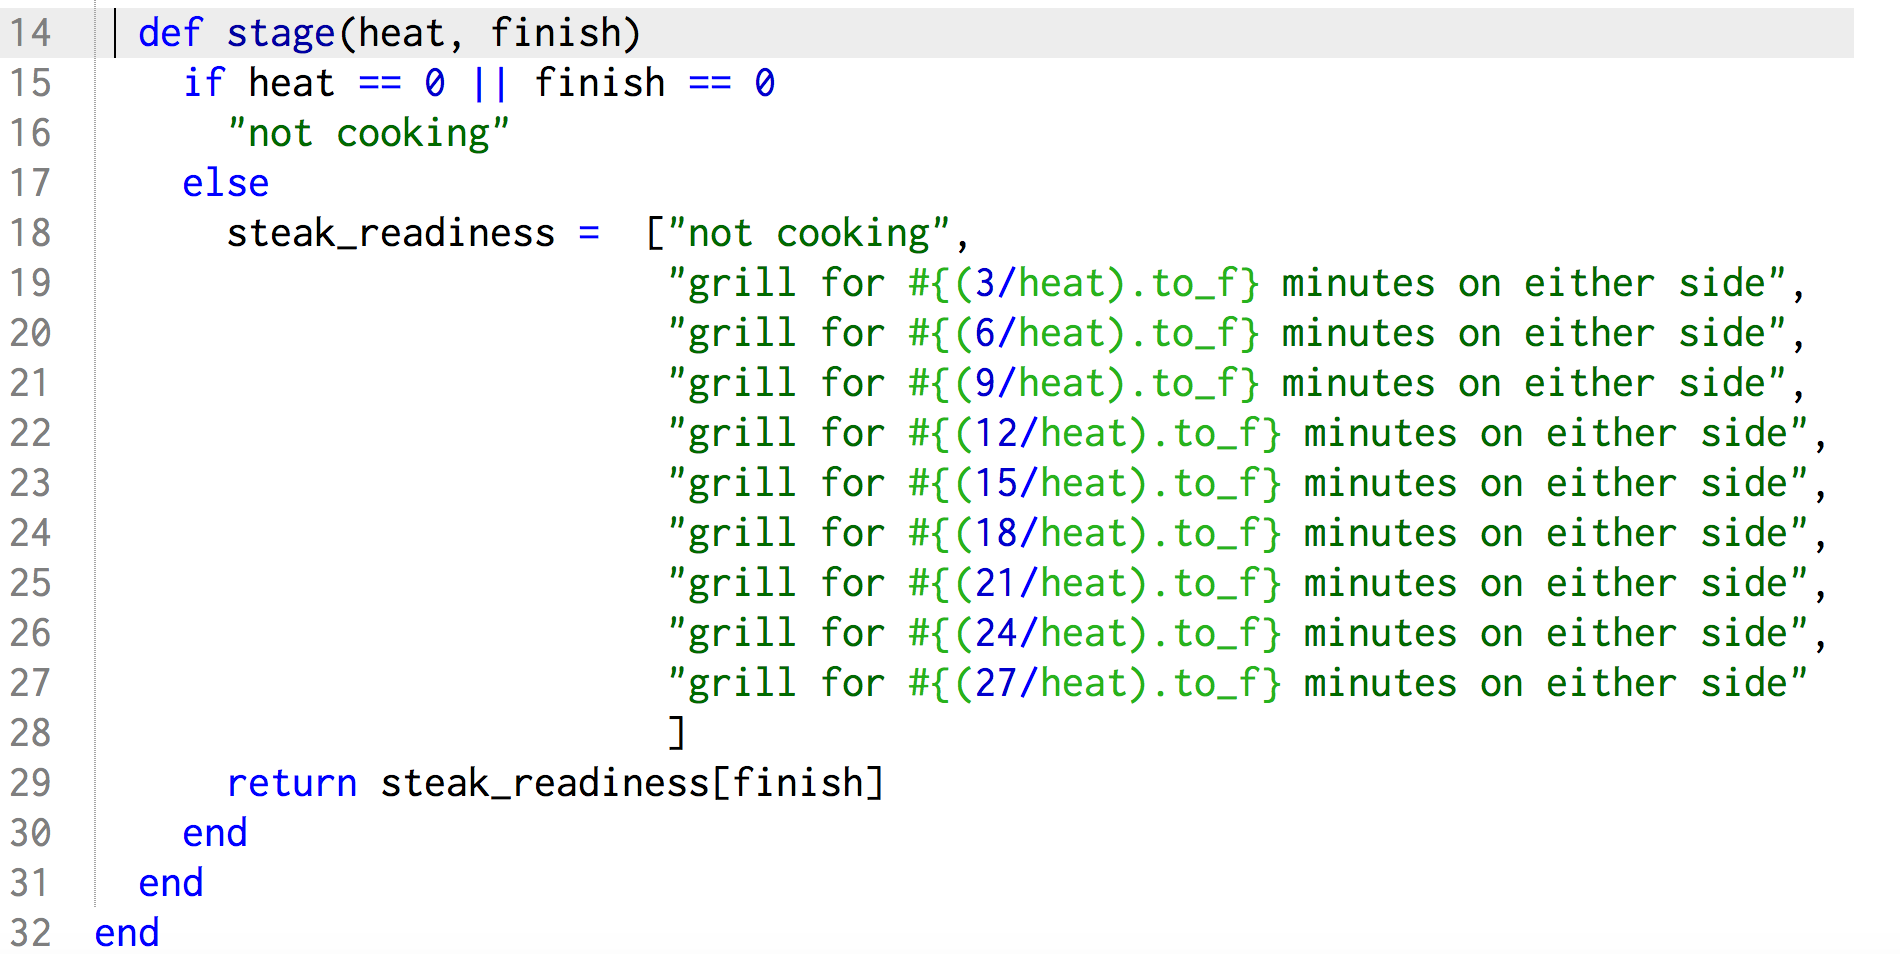 14 def stage(heat, finish)
15 if heat == 0 || finish == 0
16 "not cooking"
17 else
18 steak_readiness = ["not cooking",
19 "grill for #{(3/heat).to_f} minutes on either side",
20 "grill for #{(6/heat).to_f} minutes on either side",
21 "grill for #{(9/heat).to_f} minutes on either side",
22 "grill for #{(12/heat).to_f} minutes on either side",
23 "grill for #{(15/heat).to_f} minutes on either side",
24 "grill for #{(18/heat).to_f} minutes on either side",
25 "grill for #{(21/heat).to_f} minutes on either side",
26 "grill for #{(24/heat).to_f} minutes on either side",
27 "grill for #{(27/heat).to_f} minutes on either side"
28 ]
29 return steak_readiness[finish]
30 end
31 end
32 end